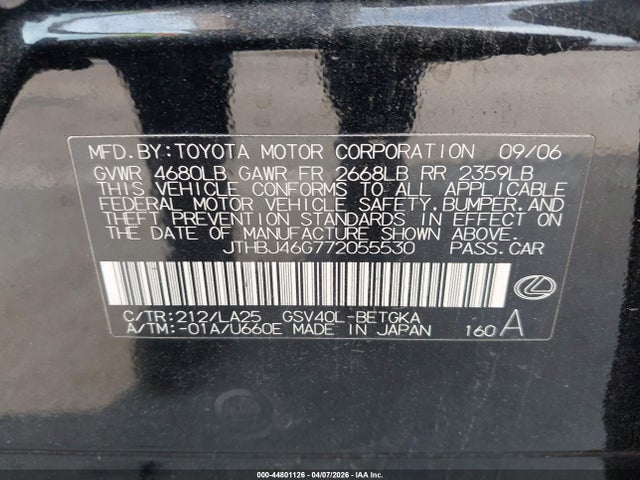 MFD.BY:TOYOTA MOTOR CORPORATION 09/06
GVWR 4680LB GAWR FR 2668LB RR 2359LB
THIS VEHICLE CONFORMS TO ALL APPLICABLE
FEDERAL MOTOR VEHICLE SAFETY,BUMPER,AND
THEFT PREVENTION STANDARDS IN EFFECT ON
THE DATE OF MANUFACTURE SHOWN ABOVE.
JTHBJ46G772055530 PASS.CAR
C/TR:212/LA25 GSV40L-BETGKA
A/TM:-01A/U660E MADE IN JAPAN 160 A
000-44801126 - 04/07/2026 - IAA Inc.